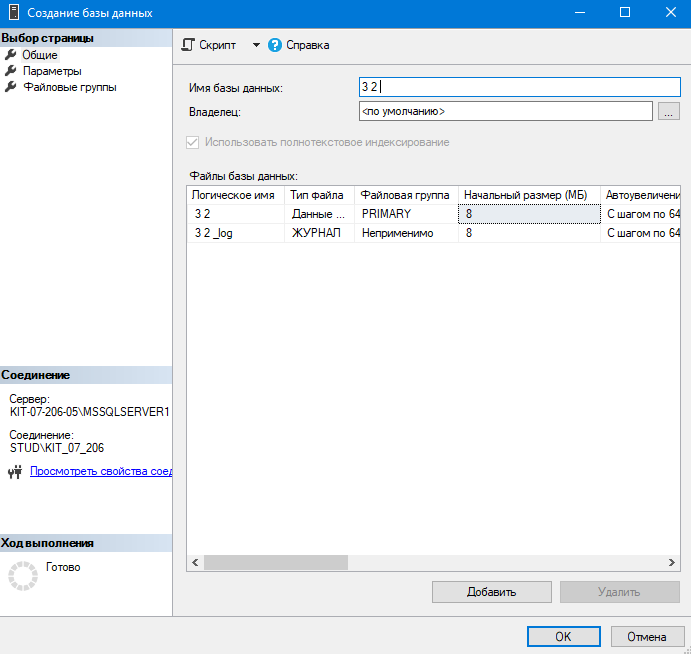 Создание базы данных
Выбор страницы
Общие
Параметры
Файловые группы
Скрипт
Справка
Имя базы данных:
3 2
Владелец:
<по умолчанию>
...
Использовать полнотекстовое индексирование
Файлы базы данных:
Логическое имя Тип файла Файловая группа Начальный размер (МБ) Автоувеличени
3 2 Данные ... PRIMARY 8 С шагом по 64
3 2 _log ЖУРНАЛ Неприменимо 8 С шагом по 64
Соединение
Сервер:
KIT-07-206-05\MSSQLSERVER1
Соединение:
STUD\KIT_07_206
Просмотреть свойства соед
Ход выполнения
Готово
Добавить
Удалить
OK
Отмена